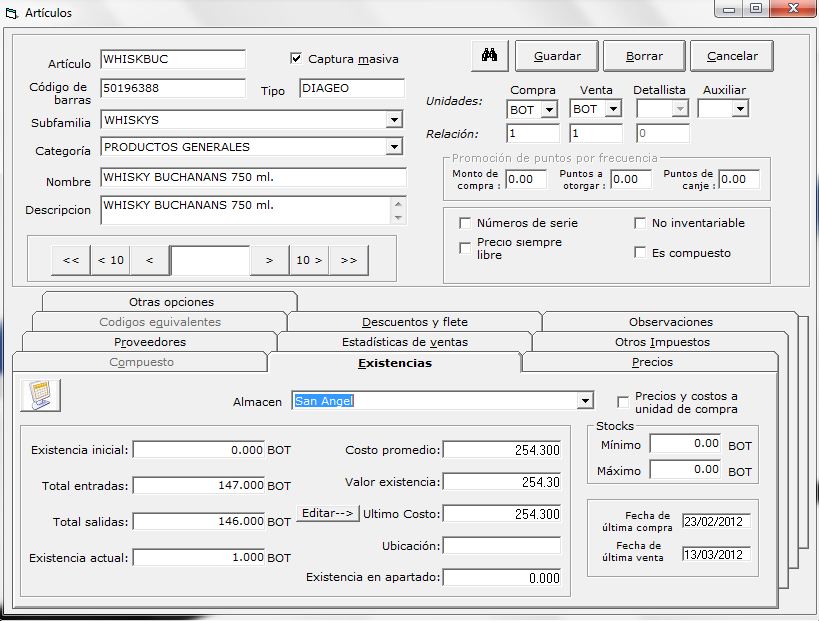 Artículos
Artículo WHISKBUC
Captura masiva
Guardar Borrar Cancelar
Código de barras 50196388
Tipo DIAGEO
Subfamilia WHISKYS
Categoría PRODUCTOS GENERALES
Nombre WHISKY BUCHANANS 750 ml.
Descripcion WHISKY BUCHANANS 750 ml.
<< < 10 < > 10 > >>
Compra Venta Detallista Auxiliar
Unidades: BOT BOT
Relación: 1 1 0
Promoción de puntos por frecuencia
Monto de compra : 0.00
Puntos a otorgar : 0.00
Puntos de canje : 0.00
Números de serie
No inventariable
Precio siempre libre
Es compuesto
Otras opciones
Codigos equivalentes Descuentos y flete Observaciones
Proveedores Estadísticas de ventas Otros Impuestos
Compuesto Existencias Precios
Almacen San Angel
Precios y costos a unidad de compra
Existencia inicial: 0.000 BOT
Total entradas: 147.000 BOT
Total salidas: 146.000 BOT
Existencia actual: 1.000 BOT
Costo promedio: 254.300
Valor existencia: 254.30
Editar--> Ultimo Costo: 254.300
Ubicación:
Existencia en apartado: 0.000
Stocks
Mínimo 0.00 BOT
Máximo 0.00 BOT
Fecha de última compra 23/02/2012
Fecha de última venta 13/03/2012